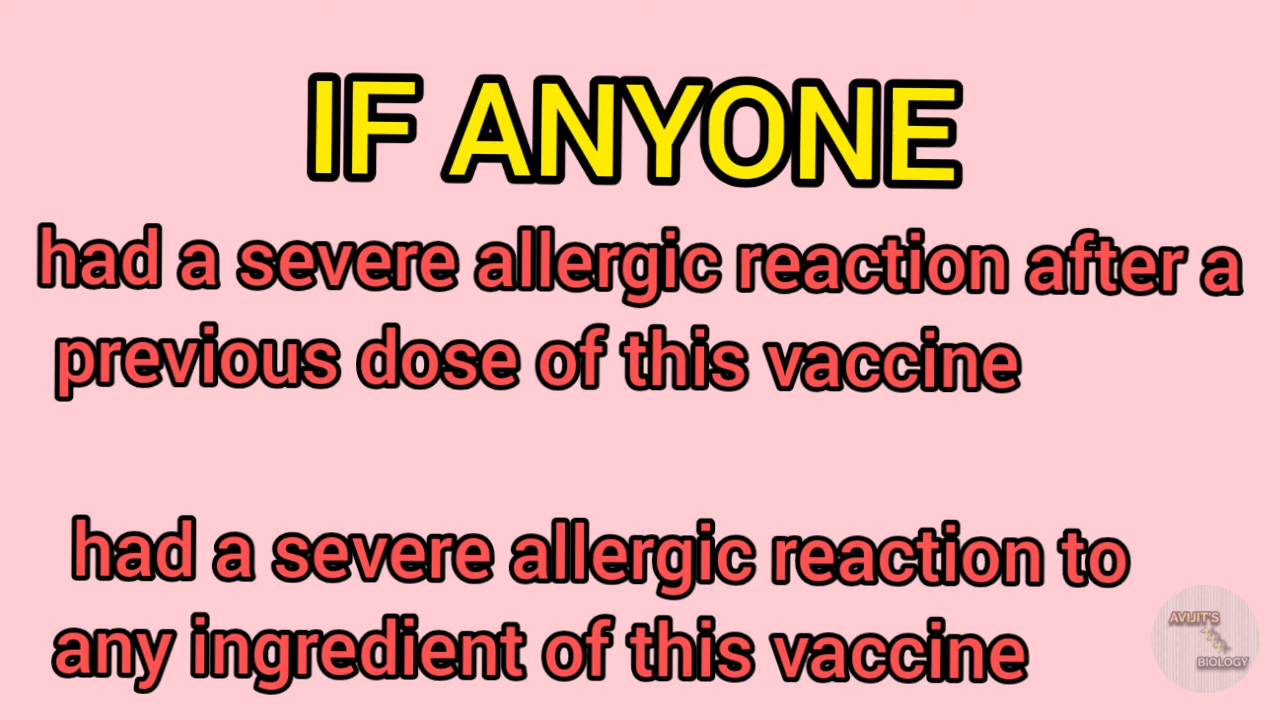 IF ANYONE
had a severe allergic reaction after a
previous dose of this vaccine
had a severe allergic reaction to
any ingredient of this vaccine
AVIJIT'S
BIOLOGY